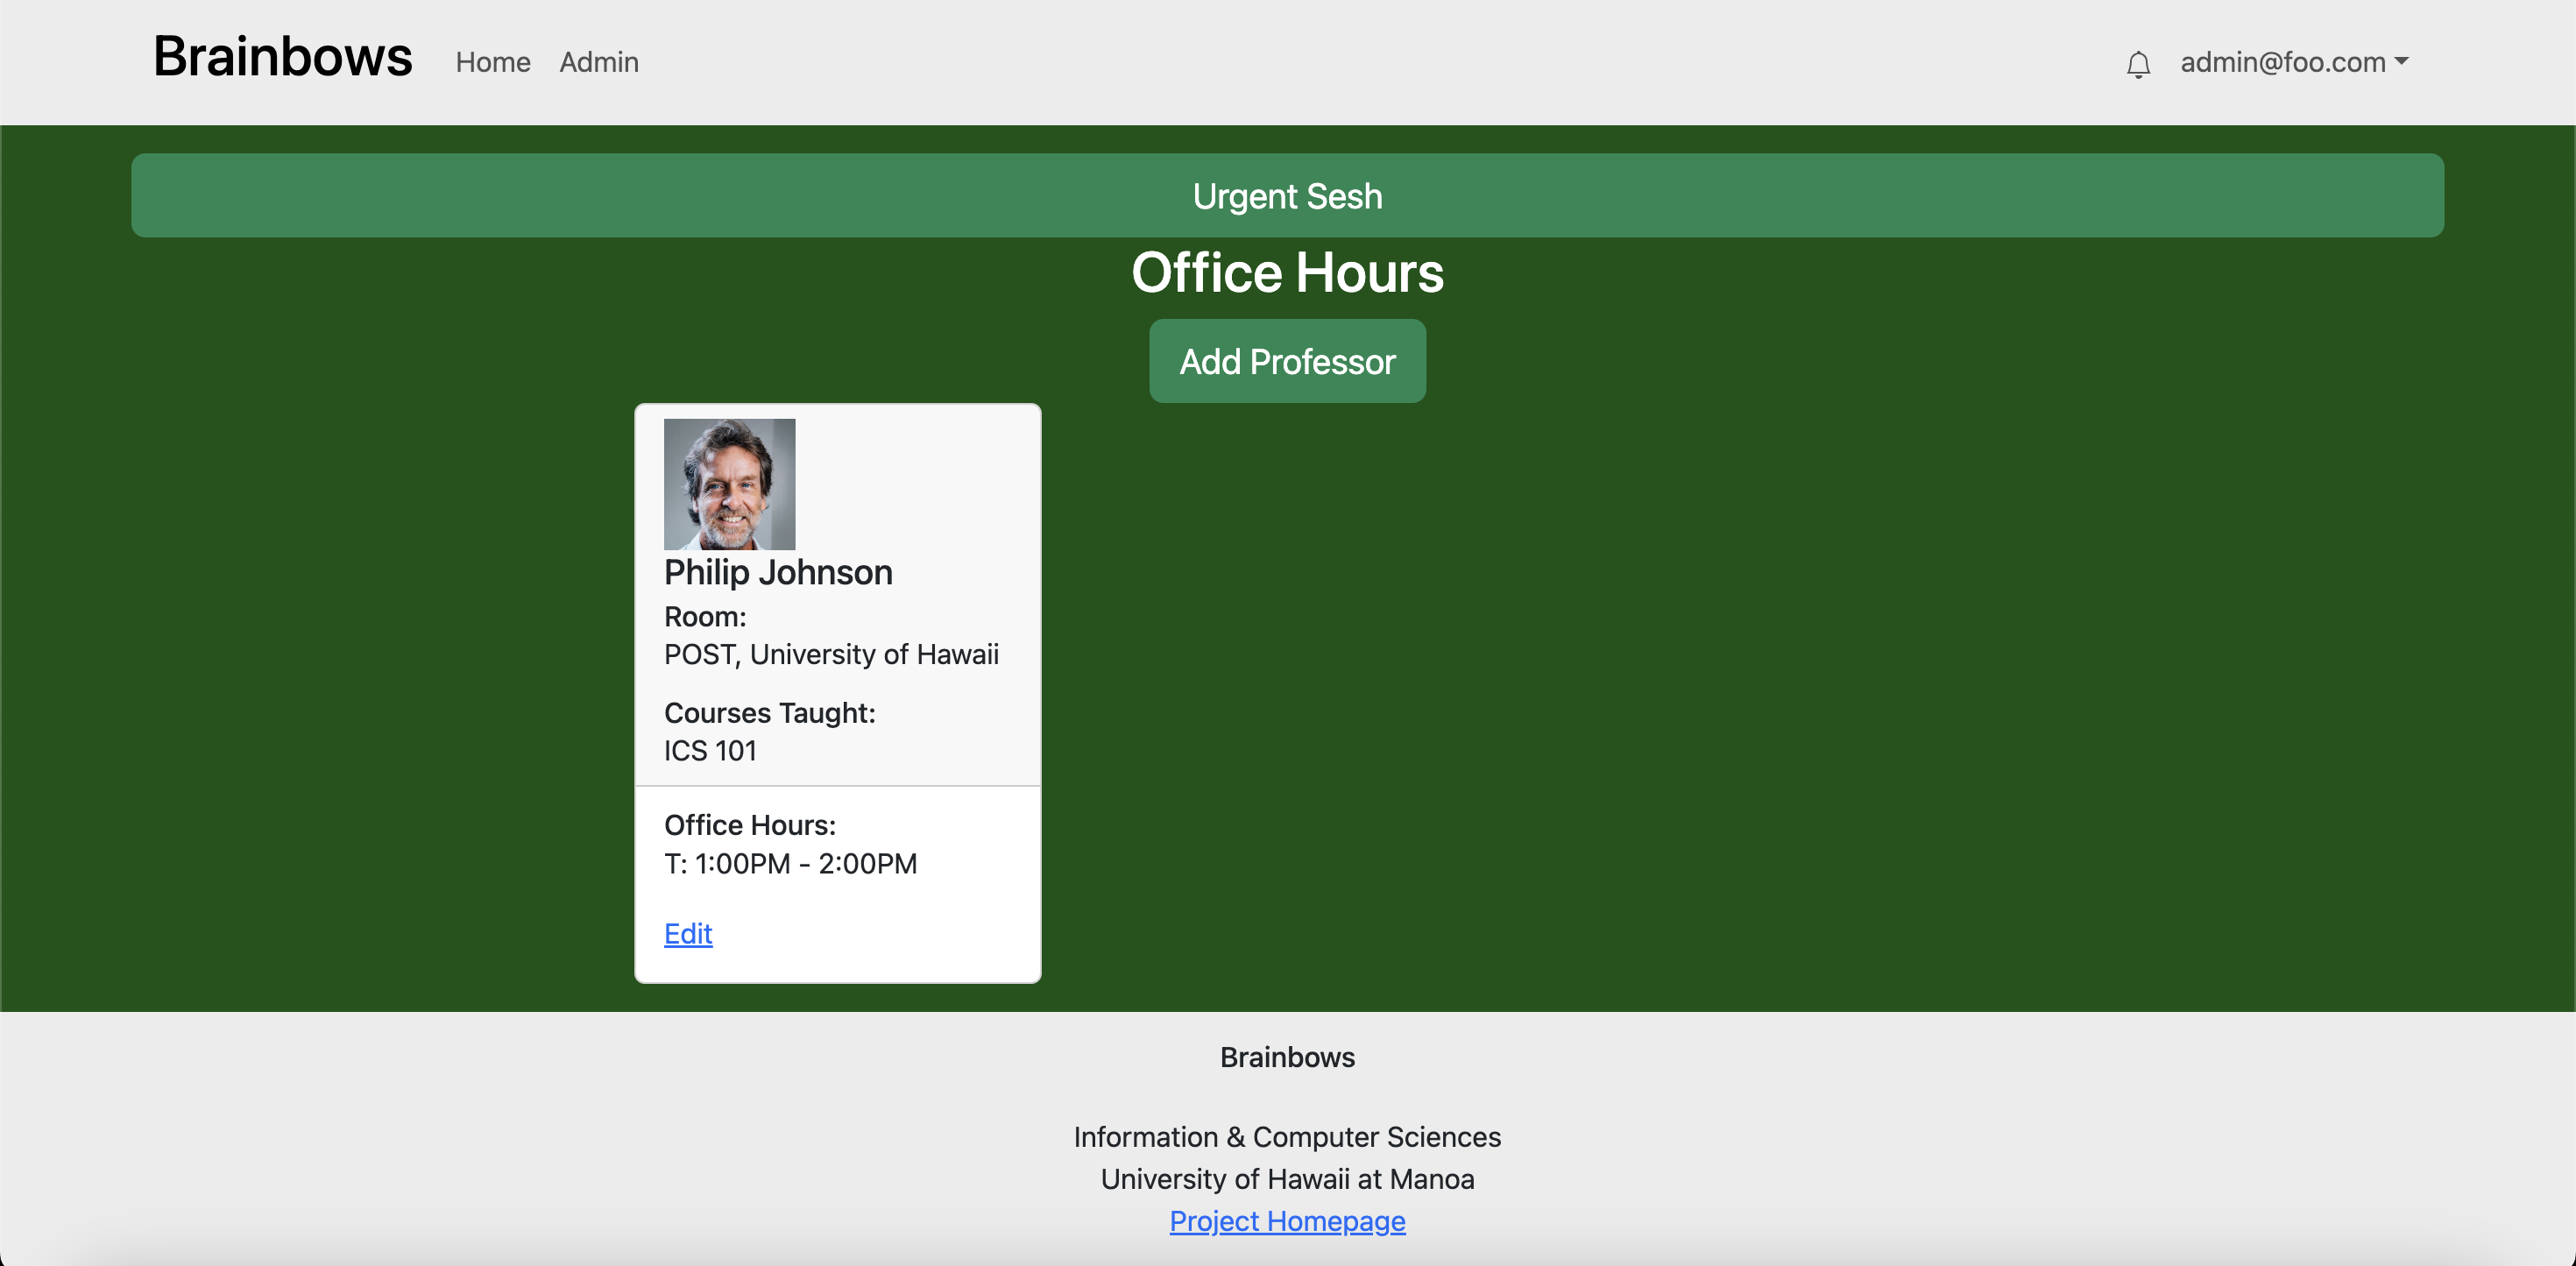 Brainbows Home Admin admin@foo.com
Urgent Sesh
Office Hours
Add Professor
Philip Johnson
Room:
POST, University of Hawaii
Courses Taught:
ICS 101
Office Hours:
T: 1:00PM - 2:00PM
Edit
Brainbows
Information & Computer Sciences
University of Hawaii at Manoa
Project Homepage